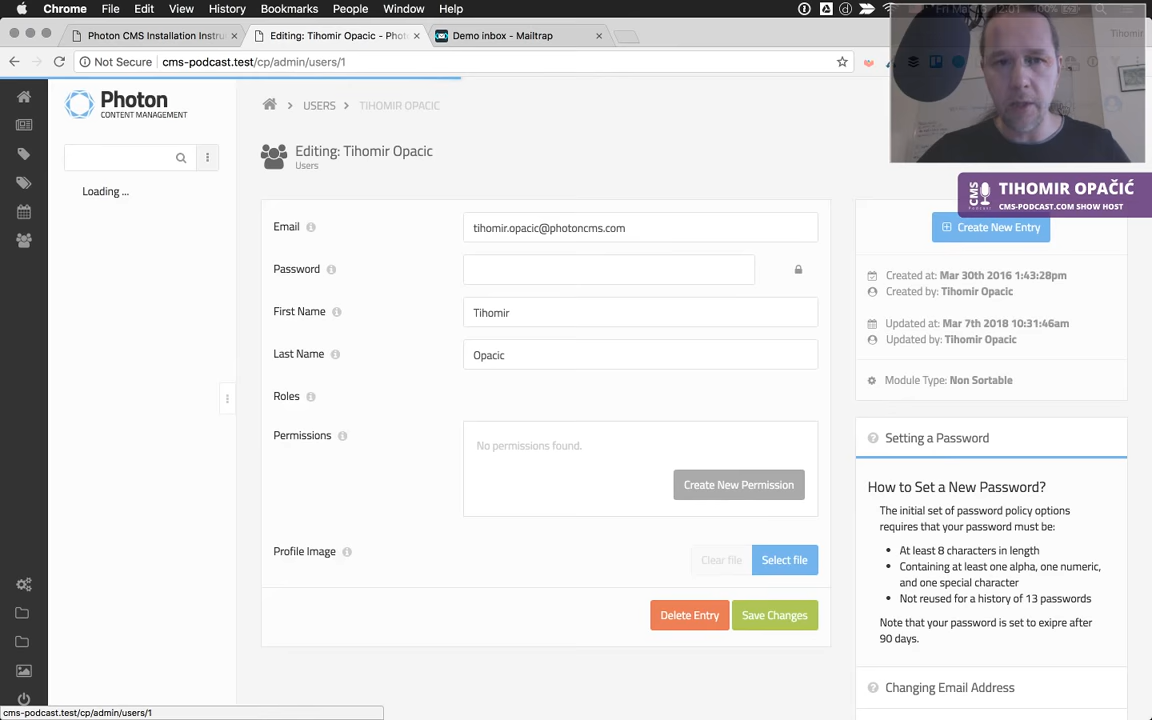 Chrome File Edit View History Bookmarks People Window Help
Photon CMS Installation Instru
Editing: Tihomir Opacic - Phot
Demo inbox - Mailtrap
Tihomir
Not Secure cms-podcast.test/cp/admin/users/1
Photon
CONTENT MANAGEMENT
Loading ...
USERS TIHOMIR OPACIC
Editing: Tihomir Opacic
Users
TIHOMIR OPAČIĆ
CMS-PODCAST.COM SHOW HOST
CMS
Podcast
Email tihomir.opacic@photoncms.com
Password
First Name Tihomir
Last Name Opacic
Roles
Permissions
No permissions found.
Create New Permission
Profile Image
Clear file Select file
Delete Entry Save Changes
Create New Entry
Created at: Mar 30th 2016 1:43:28pm
Created by: Tihomir Opacic
Updated at: Mar 7th 2018 10:31:46am
Updated by: Tihomir Opacic
Module Type: Non Sortable
Setting a Password
How to Set a New Password?
The initial set of password policy options
requires that your password must be:
At least 8 characters in length
Containing at least one alpha, one numeric,
and one special character
Not reused for a history of 13 passwords
Note that your password is set to exipre after
90 days.
Changing Email Address
cms-podcast.test/cp/admin/users/1